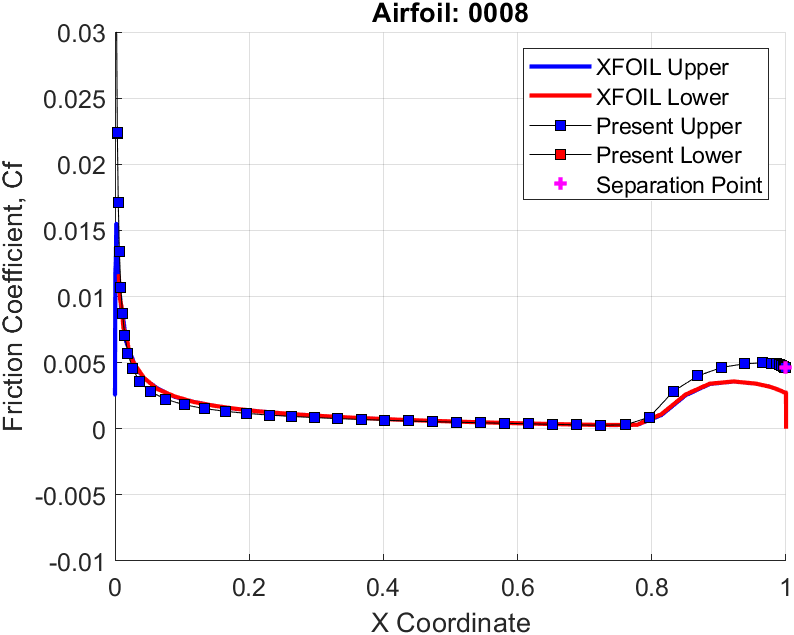 Airfoil: 0008
0.03
0.025
0.02
0.015
0.01
0.005
0
-0.005
-0.01
Friction Coefficient, Cf
XFOIL Upper
XFOIL Lower
Present Upper
Present Lower
Separation Point
0
0.2
0.4
0.6
0.8
1
X Coordinate